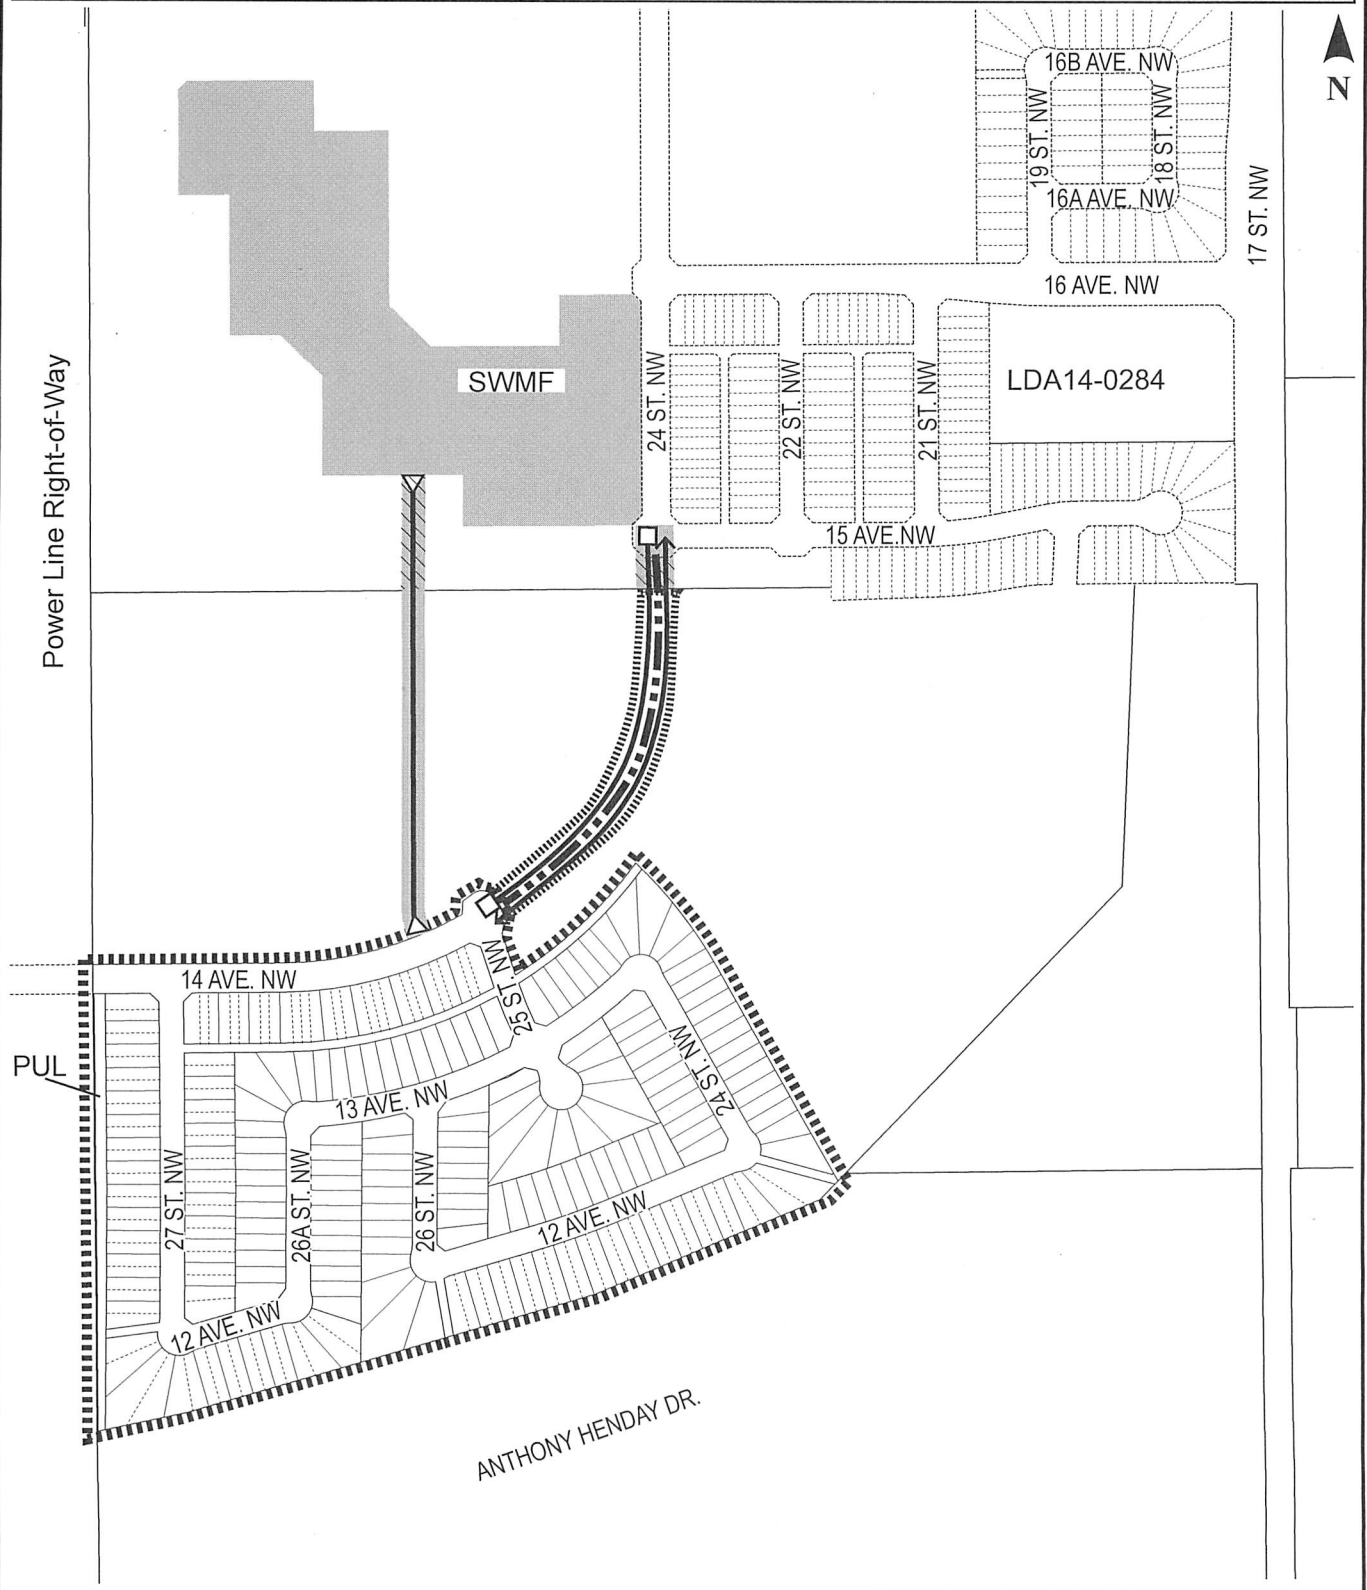 16B AVE. NW
N
19 ST. NW
18 ST. NW
16A AVE. NW
17 ST. NW
16 AVE. NW
Power Line Right-of-Way
SWMF
24 ST. NW
22 ST. NW
21 ST. NW
LDA14-0284
15 AVE.NW
14 AVE. NW
25 ST. NW
PUL
13 AVE. NW
24 ST. NW
27 ST. NW
26A ST. NW
26 ST. NW
12 AVE. NW
12 AVE. NW
ANTHONY HENDAY DR.